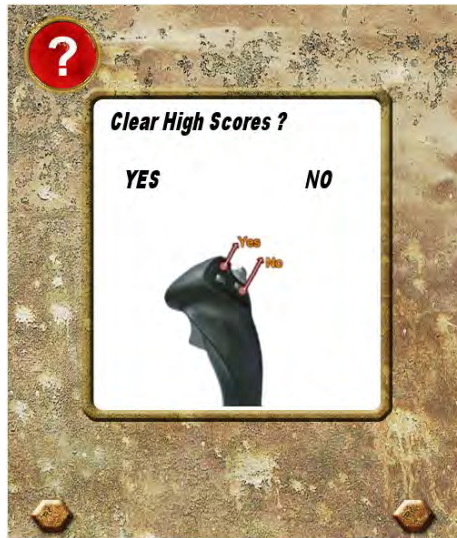 ?
Clear High Scores ?
YES NO
Yes
No